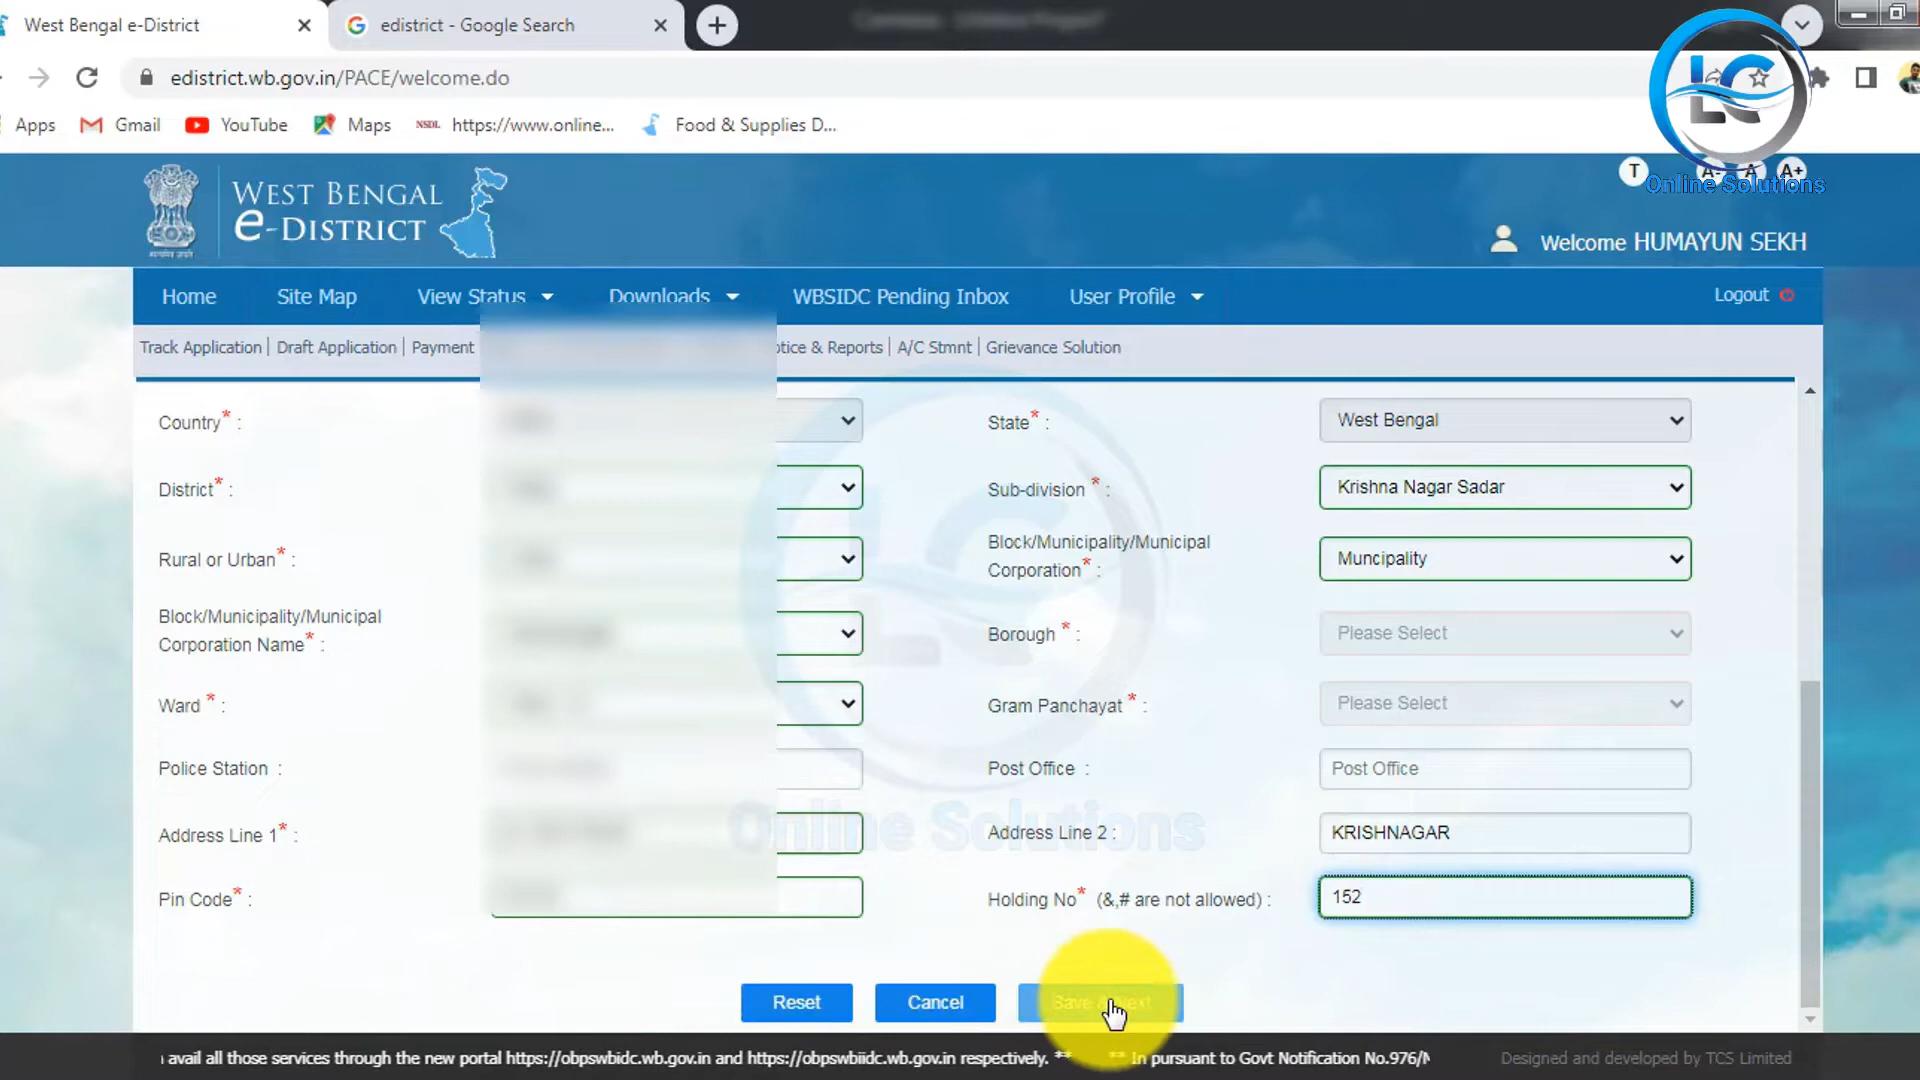 West Bengal e-District
edistrict - Google Search
edistrict.wb.gov.in/PACE/welcome.do
Apps Gmail YouTube Maps NSDL https://www.online... Food & Supplies D...
LC
Online Solutions
T A- A A+
WEST BENGAL
e-DISTRICT
Welcome HUMAYUN SEKH
Home Site Map View Status Downloads WBSIDC Pending Inbox User Profile Logout
Track Application | Draft Application | Payment otice & Reports | A/C Stmnt | Grievance Solution
Country* : State* : West Bengal
District* : Sub-division * : Krishna Nagar Sadar
Rural or Urban* : Block/Municipality/Municipal Corporation* : Muncipality
Block/Municipality/Municipal Corporation Name* : Borough * : Please Select
Ward * : Gram Panchayat * : Please Select
Police Station : Post Office : Post Office
Online Solutions
Address Line 1* : Address Line 2 : KRISHNAGAR
Pin Code* : Holding No* (&,# are not allowed) : 152
Reset Cancel Save & Next
avail all those services through the new portal https://obpswbidc.wb.gov.in and https://obpswbiidc.wb.gov.in respectively. ** ** In pursuant to Govt Notification No.976/
Designed and developed by TCS Limited